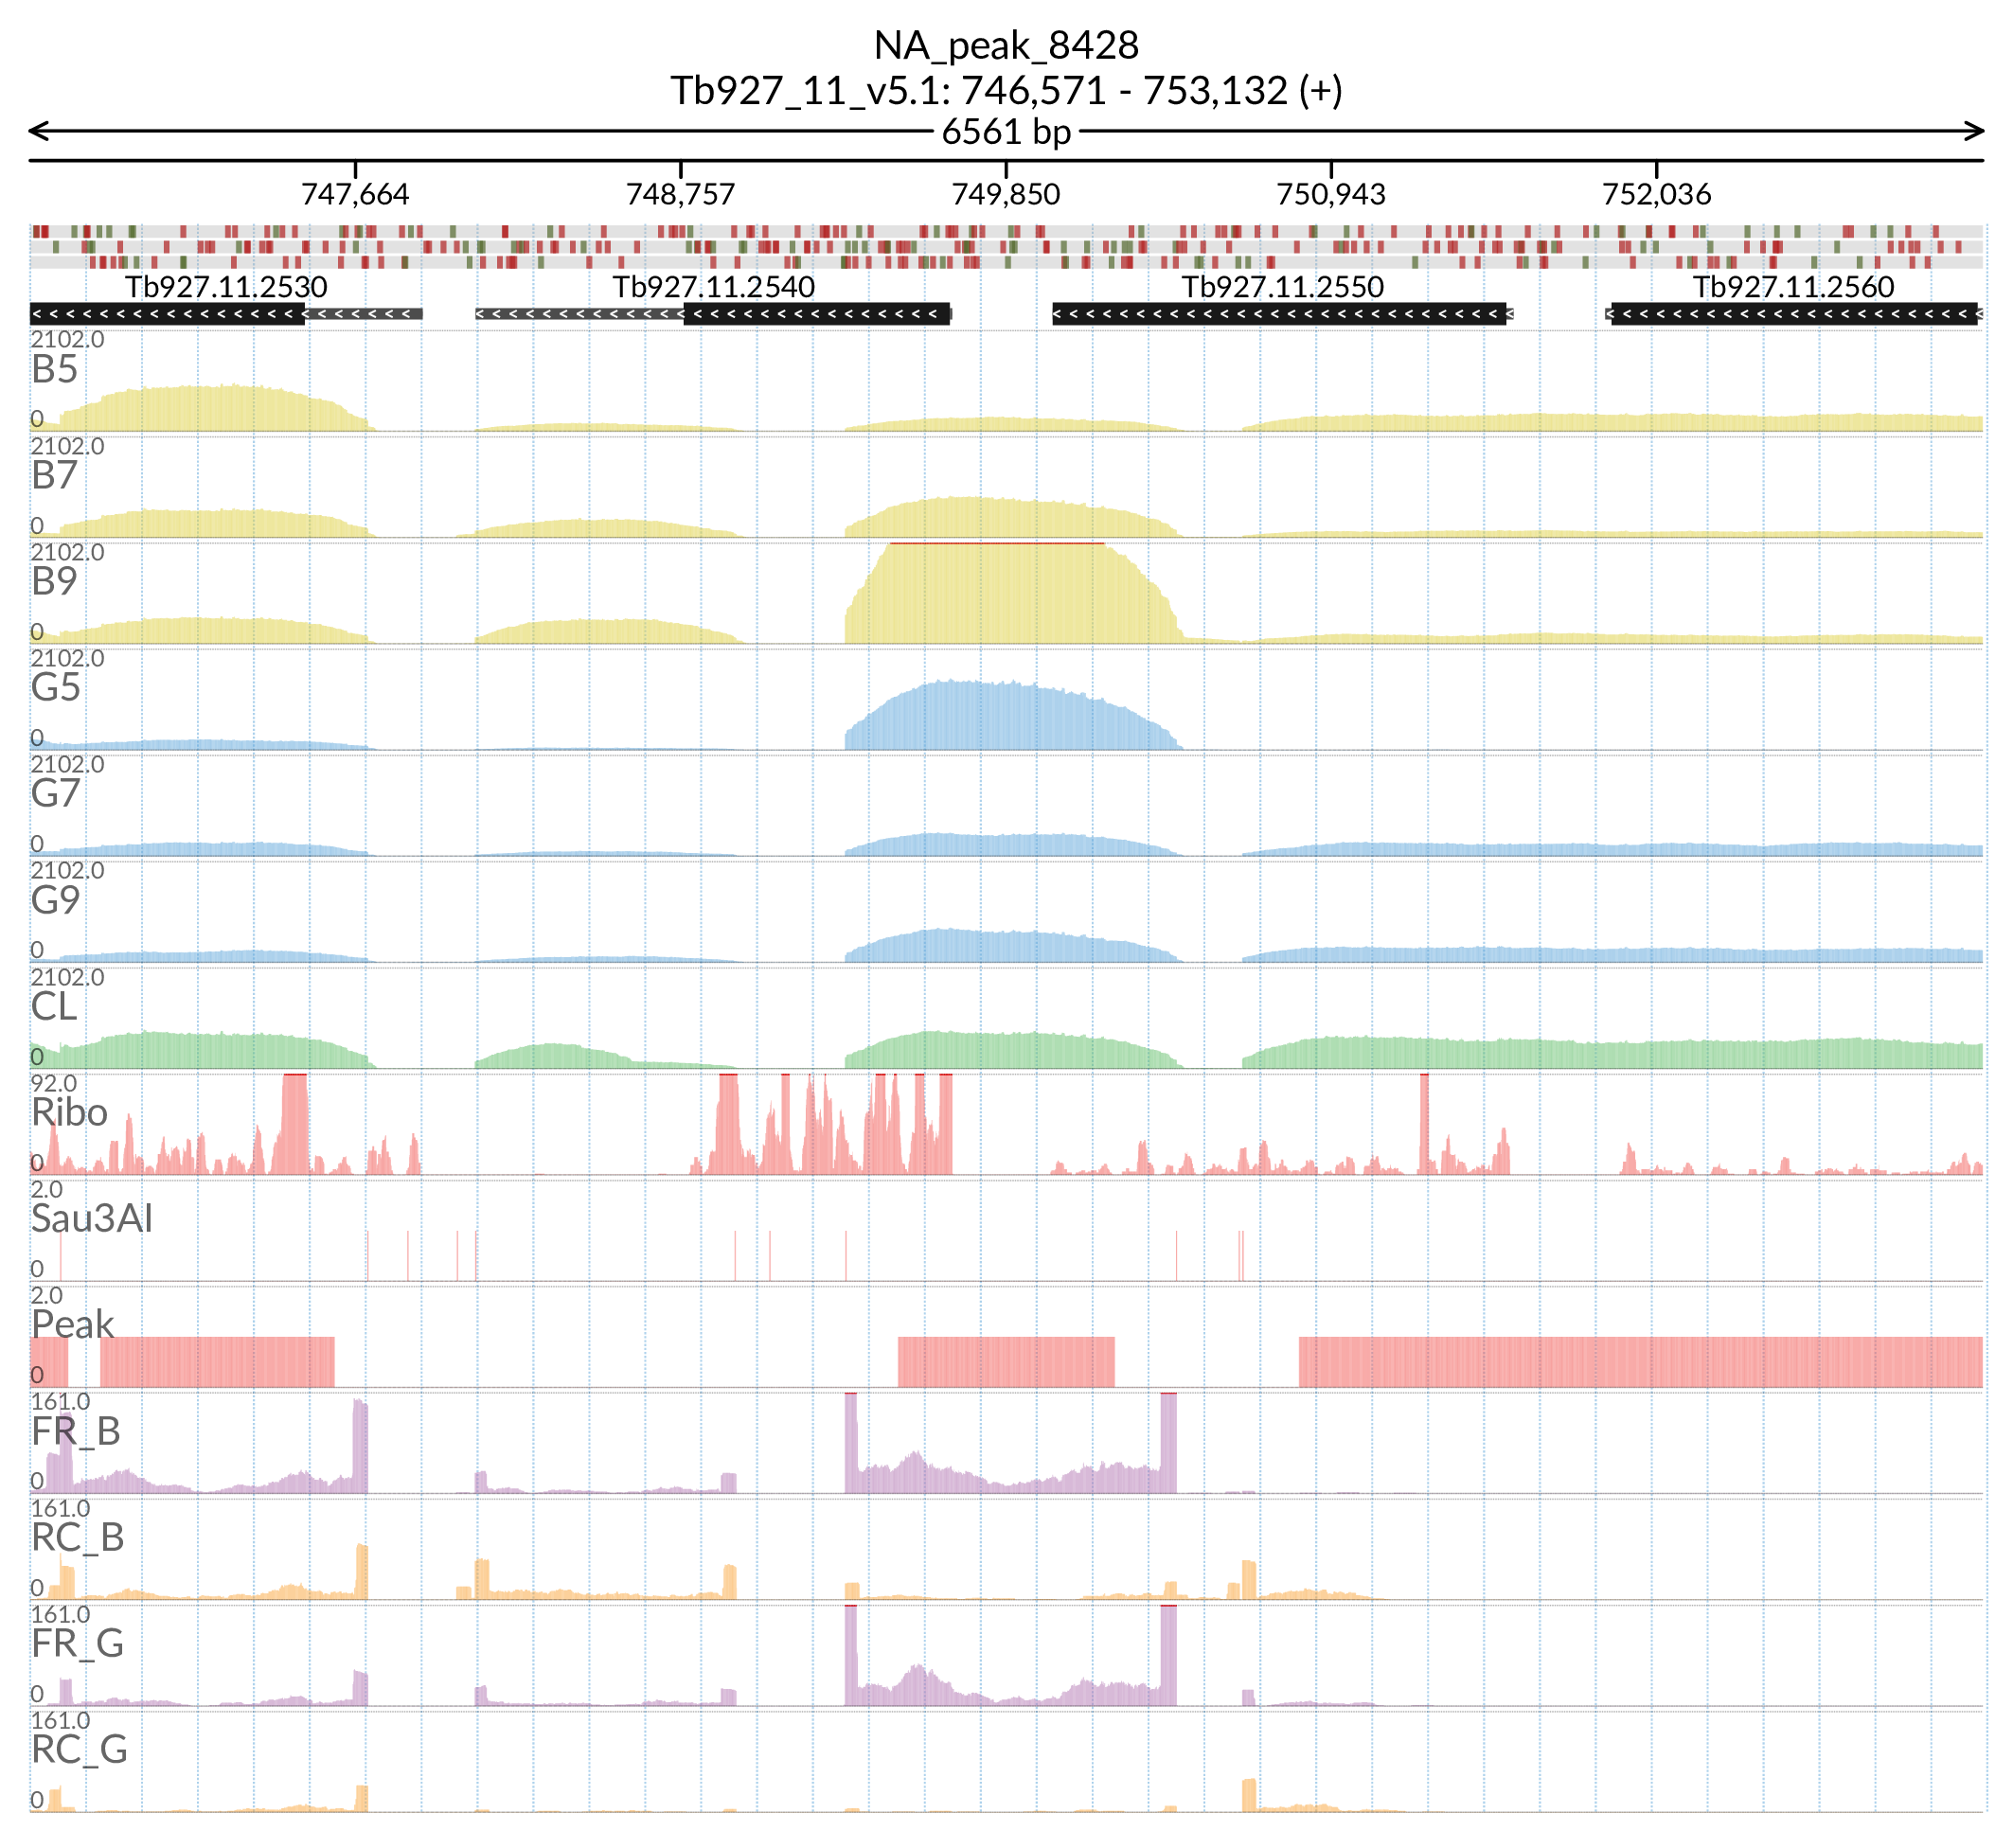 NA_peak_8428
Tb927_11_v5.1: 746,571 - 753,132 (+)
6561 bp
747,664 748,757 749,850 750,943 752,036
Tb927.11.2530 Tb927.11.2540 Tb927.11.2550 Tb927.11.2560
2102.0
B5
0
2102.0
B7
0
2102.0
B9
0
2102.0
G5
0
2102.0
G7
0
2102.0
G9
0
2102.0
CL
0
92.0
Ribo
0
2.0
Sau3AI
0
2.0
Peak
0
161.0
FR_B
0
161.0
RC_B
0
161.0
FR_G
0
161.0
RC_G
0